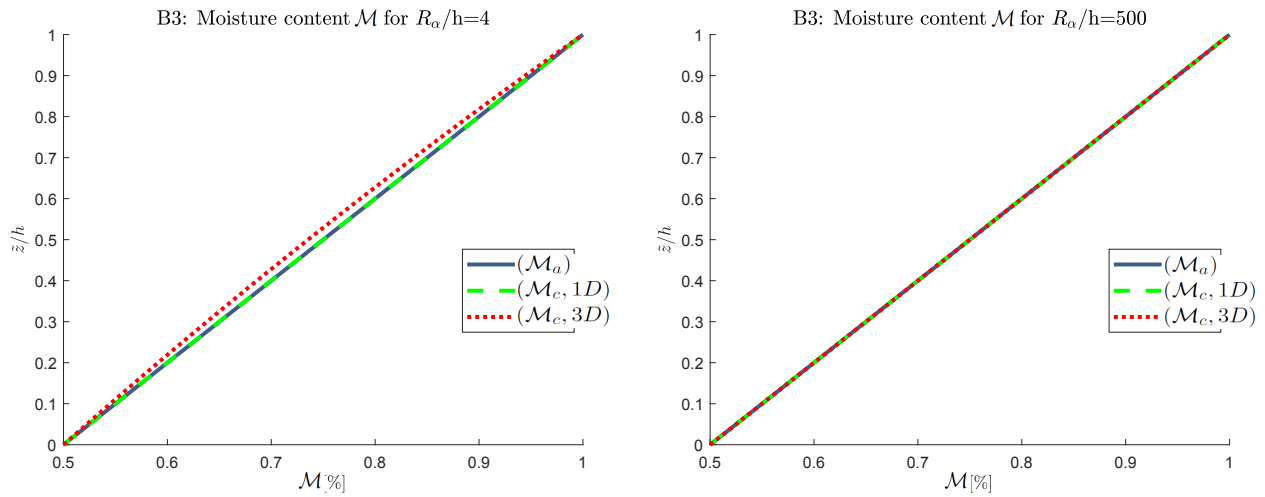 B3: Moisture content ℳ for R_α/h=4
1
0.9
0.8
0.7
0.6
0.5
0.4
0.3
0.2
0.1
0
z̃/h
(ℳ_a)
(ℳ_c, 1D)
(ℳ_c, 3D)
0.5 0.6 0.7 0.8 0.9 1
ℳ[%]
B3: Moisture content ℳ for R_α/h=500
1
0.9
0.8
0.7
0.6
0.5
0.4
0.3
0.2
0.1
0
z̃/h
(ℳ_a)
(ℳ_c, 1D)
(ℳ_c, 3D)
0.5 0.6 0.7 0.8 0.9 1
ℳ[%]